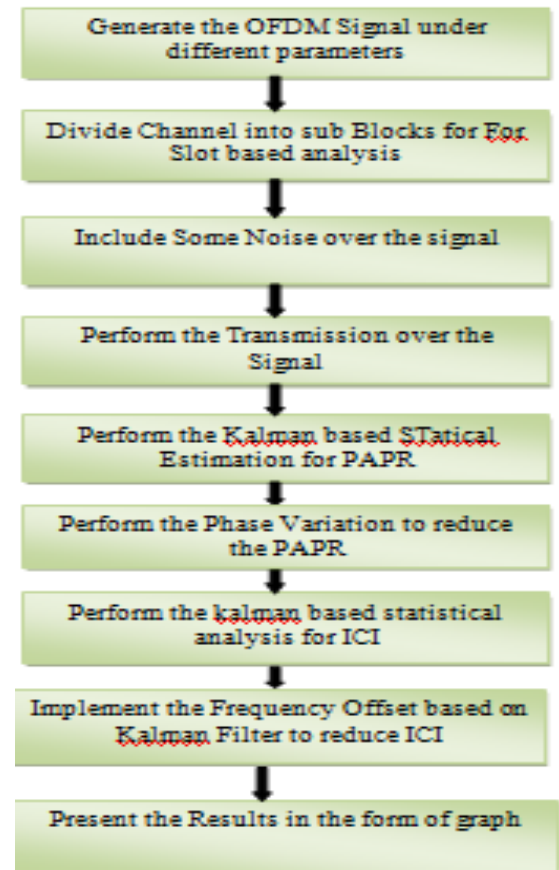 Generate the OFDM Signal under
different parameters
Divide Channel into sub Blocks for For
Slot based analysis
Include Some Noise over the signal
Perform the Transmission over the
Signal
Perform the Kalman based STatical
Estimation for PAPR
Perform the Phase Variation to reduce
the PAPR
Perform the kalman based statistical
analysis for ICI
Implement the Frequency Offset based on
Kalman Filter to reduce ICI
Present the Results in the form of graph